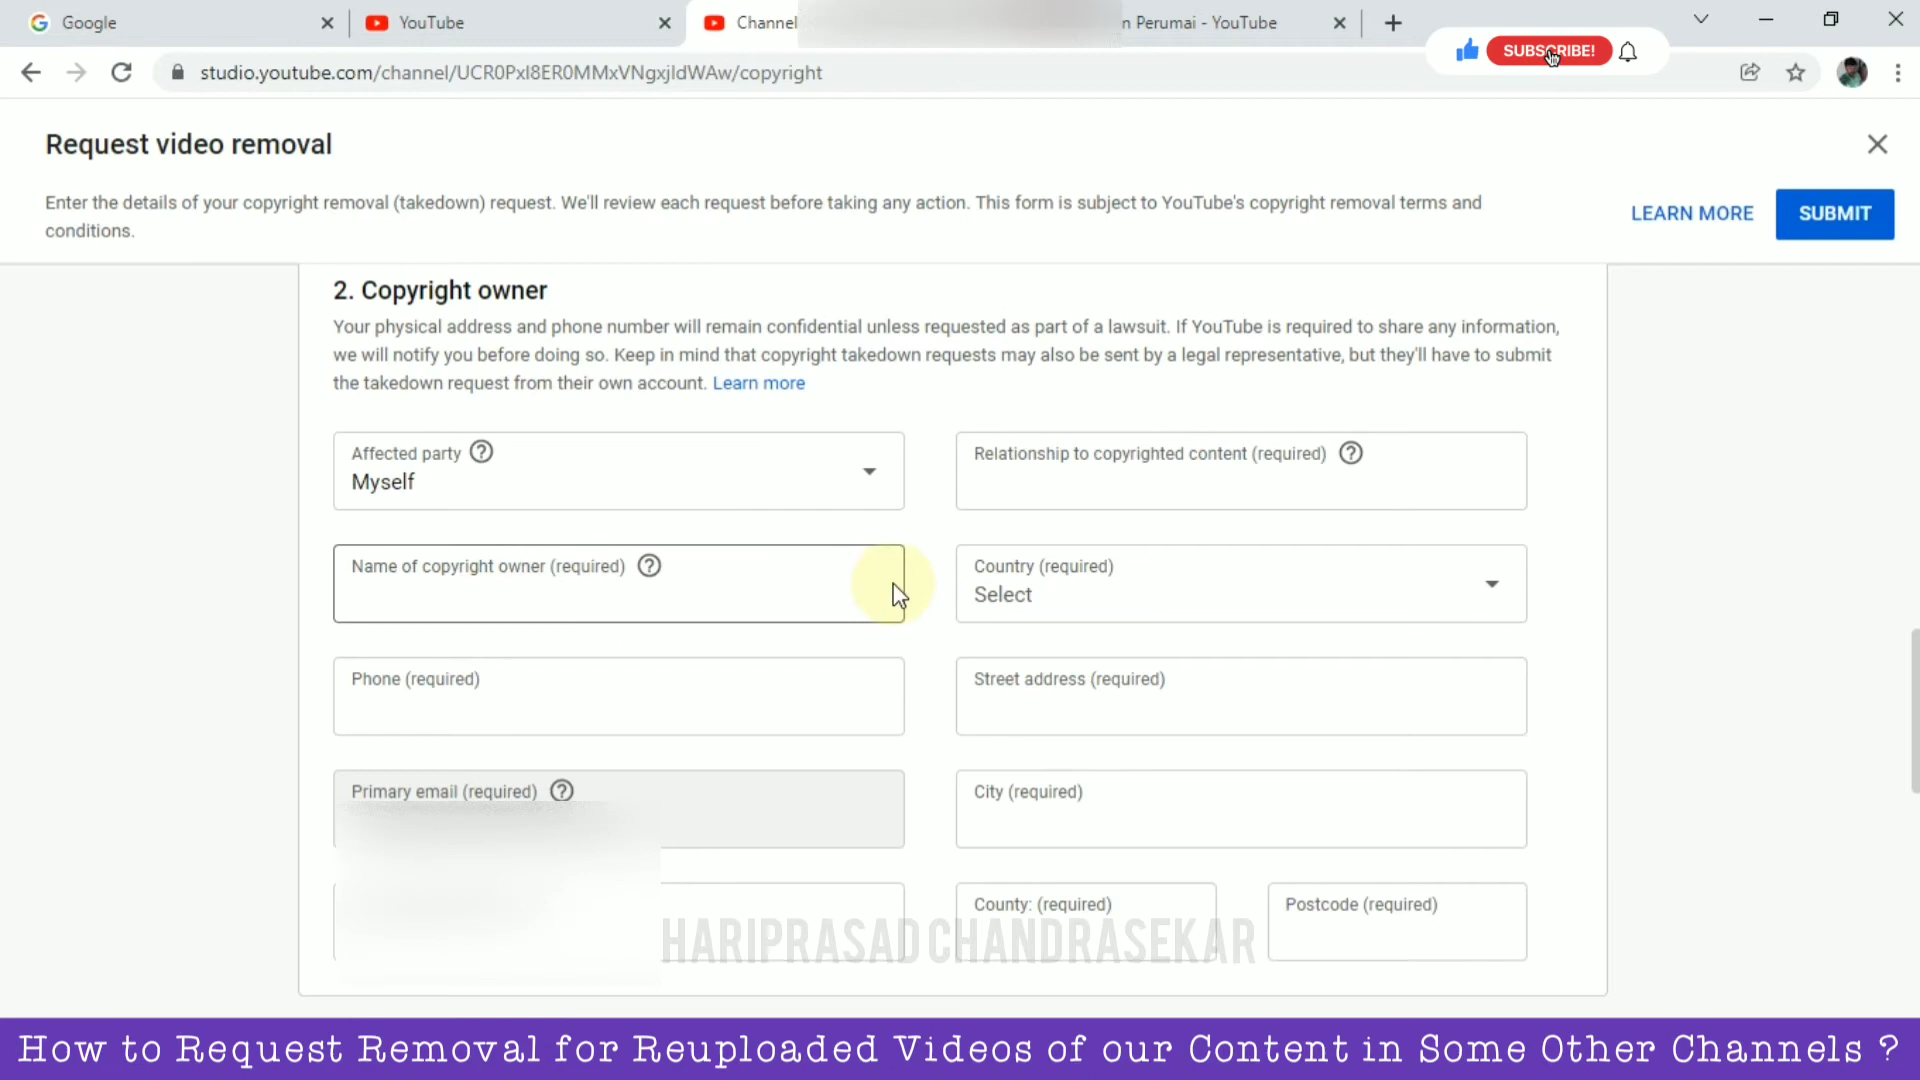 Google
YouTube
Channel
n Perumai - YouTube
SUBSCRIBE!
studio.youtube.com/channel/UCR0PxI8ER0MMxVNgxjIdWAw/copyright
Request video removal
Enter the details of your copyright removal (takedown) request. We'll review each request before taking any action. This form is subject to YouTube's copyright removal terms and
conditions.
LEARN MORE
SUBMIT
2. Copyright owner
Your physical address and phone number will remain confidential unless requested as part of a lawsuit. If YouTube is required to share any information,
we will notify you before doing so. Keep in mind that copyright takedown requests may also be sent by a legal representative, but they'll have to submit
the takedown request from their own account. Learn more
Affected party
Myself
Relationship to copyrighted content (required)
Name of copyright owner (required)
Country (required)
Select
Phone (required)
Street address (required)
Primary email (required)
City (required)
County: (required)
Postcode (required)
HARIPRASAD CHANDRASEKAR
How to Request Removal for Reuploaded Videos of our Content in Some Other Channels ?